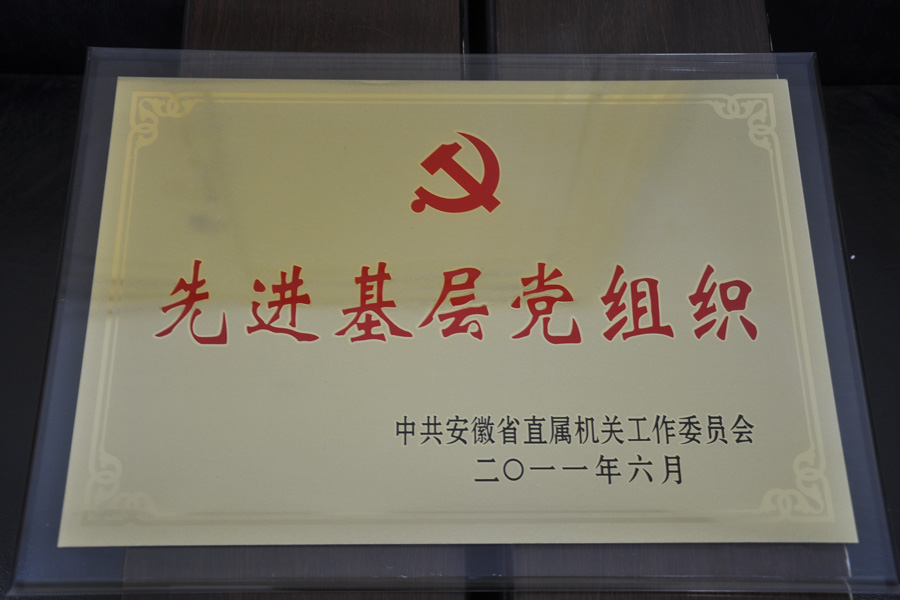 先进基层党组织
中共安徽省直属机关工作委员会
二〇一一年六月